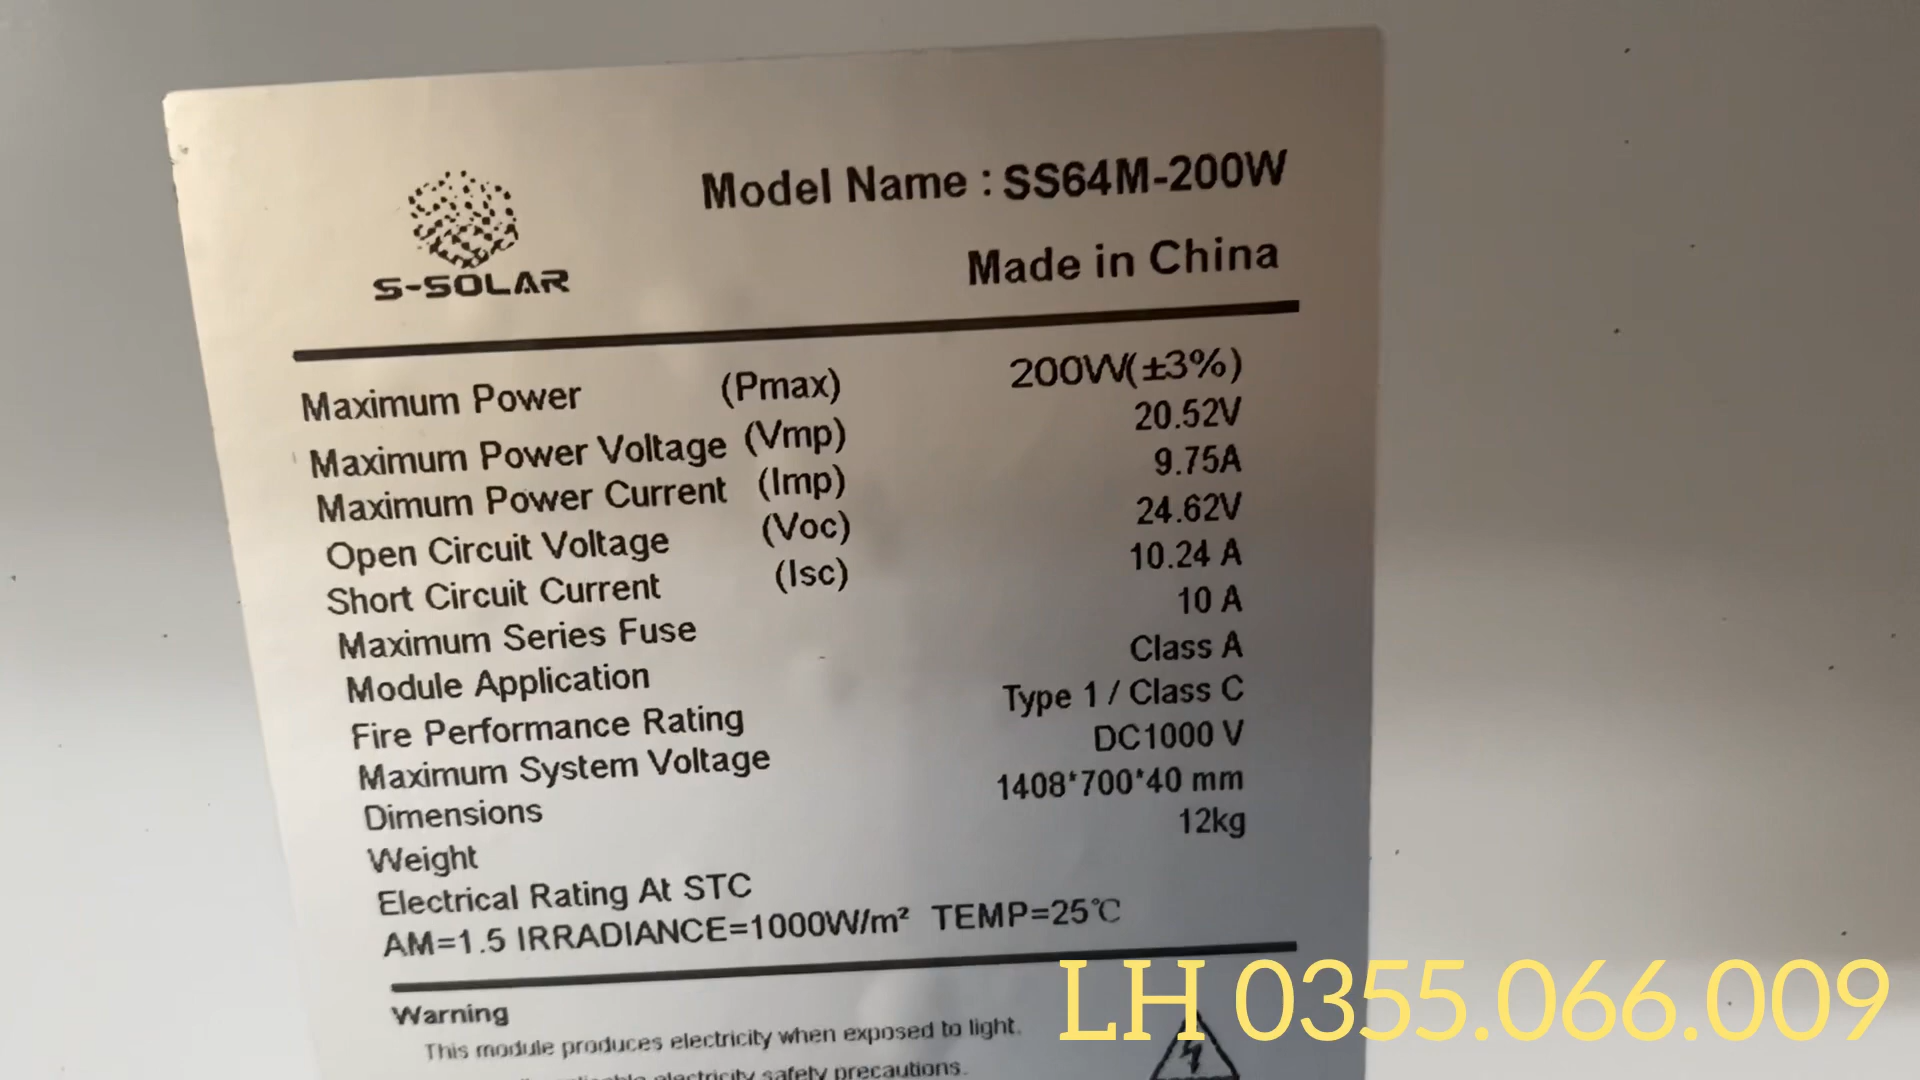 S-SOLAR
Model Name : SS64M-200W
Made in China
Maximum Power (Pmax) 200W(±3%)
Maximum Power Voltage (Vmp) 20.52V
Maximum Power Current (Imp) 9.75A
Open Circuit Voltage (Voc) 24.62V
Short Circuit Current (Isc) 10.24 A
Maximum Series Fuse 10 A
Module Application Class A
Fire Performance Rating Type 1 / Class C
Maximum System Voltage DC1000 V
Dimensions 1408*700*40 mm
Weight 12kg
Electrical Rating At STC
AM=1.5 IRRADIANCE=1000W/m² TEMP=25℃
Warning
This module produces electricity when exposed to light.
electricity safety precautions.
LH 0355.066.009